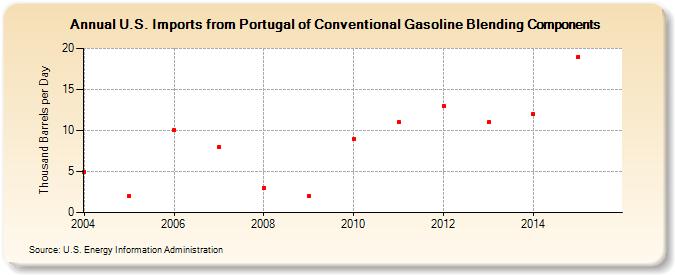 Annual U.S. Imports from Portugal of Conventional Gasoline Blending Components
Thousand Barrels per Day
20
15
10
5
0
2004 2006 2008 2010 2012 2014
Source: U.S. Energy Information Administration